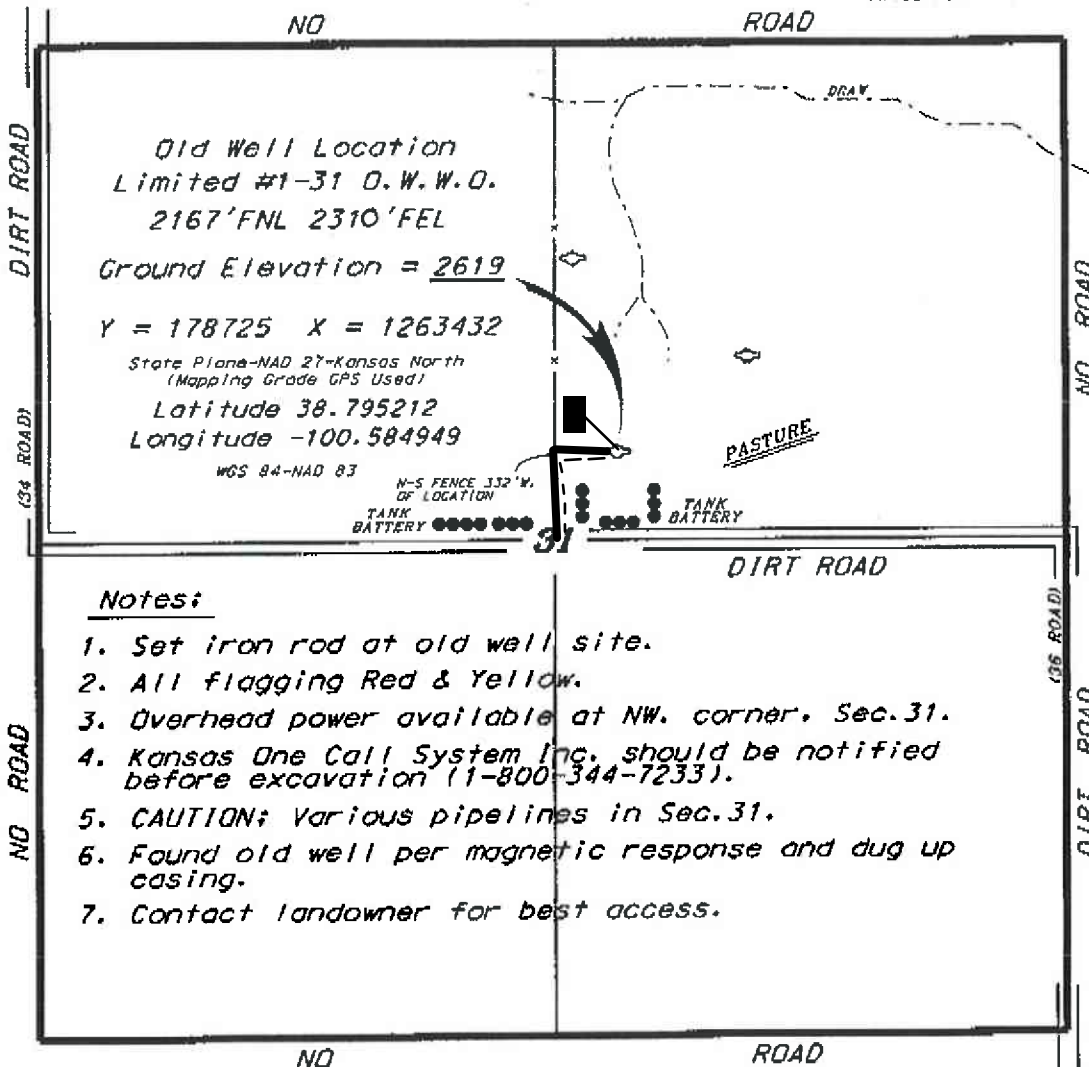 NO ROAD
DRAW
DIRT ROAD
Old Well Location
Limited #1-31 O.W.W.O.
2167'FNL 2310'FEL
Ground Elevation = 2619
Y = 178725 X = 1263432
State Plane-NAD 27-Kansas North
(Mapping Grade GPS Used)
Latitude 38.795212
Longitude -100.584949
WGS 84-NAD 83
(34 ROAD)
NO ROAD
PASTURE
N-S FENCE 332'W.
OF LOCATION
TANK
BATTERY
TANK
BATTERY
31
DIRT ROAD
(36 ROAD)
Notes:
1. Set iron rod at old well site.
2. All flagging Red & Yellow.
3. Overhead power available at NW. corner. Sec.31.
4. Kansas One Call System Inc. should be notified
before excavation (1-800-344-7233).
5. CAUTION: Various pipelines in Sec.31.
6. Found old well per magnetic response and dug up
casing.
7. Contact landowner for best access.
NO ROAD
DIRT ROAD
NO ROAD